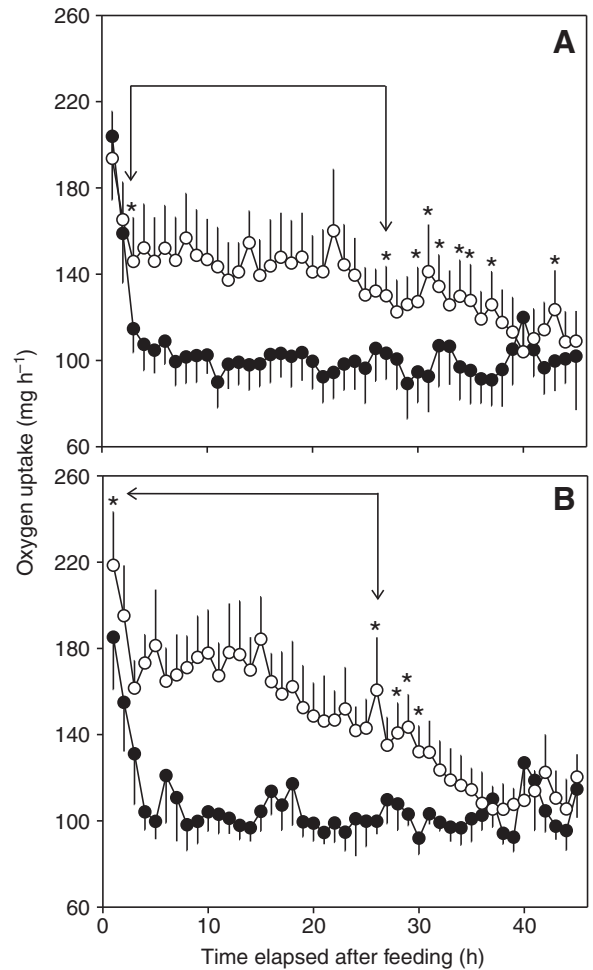 260
A
220
180
140
100
60
* * * * * * * * * *
Oxygen uptake (mg h–1)
260
B
220
180
140
100
60
* * * * *
0 10 20 30 40
Time elapsed after feeding (h)